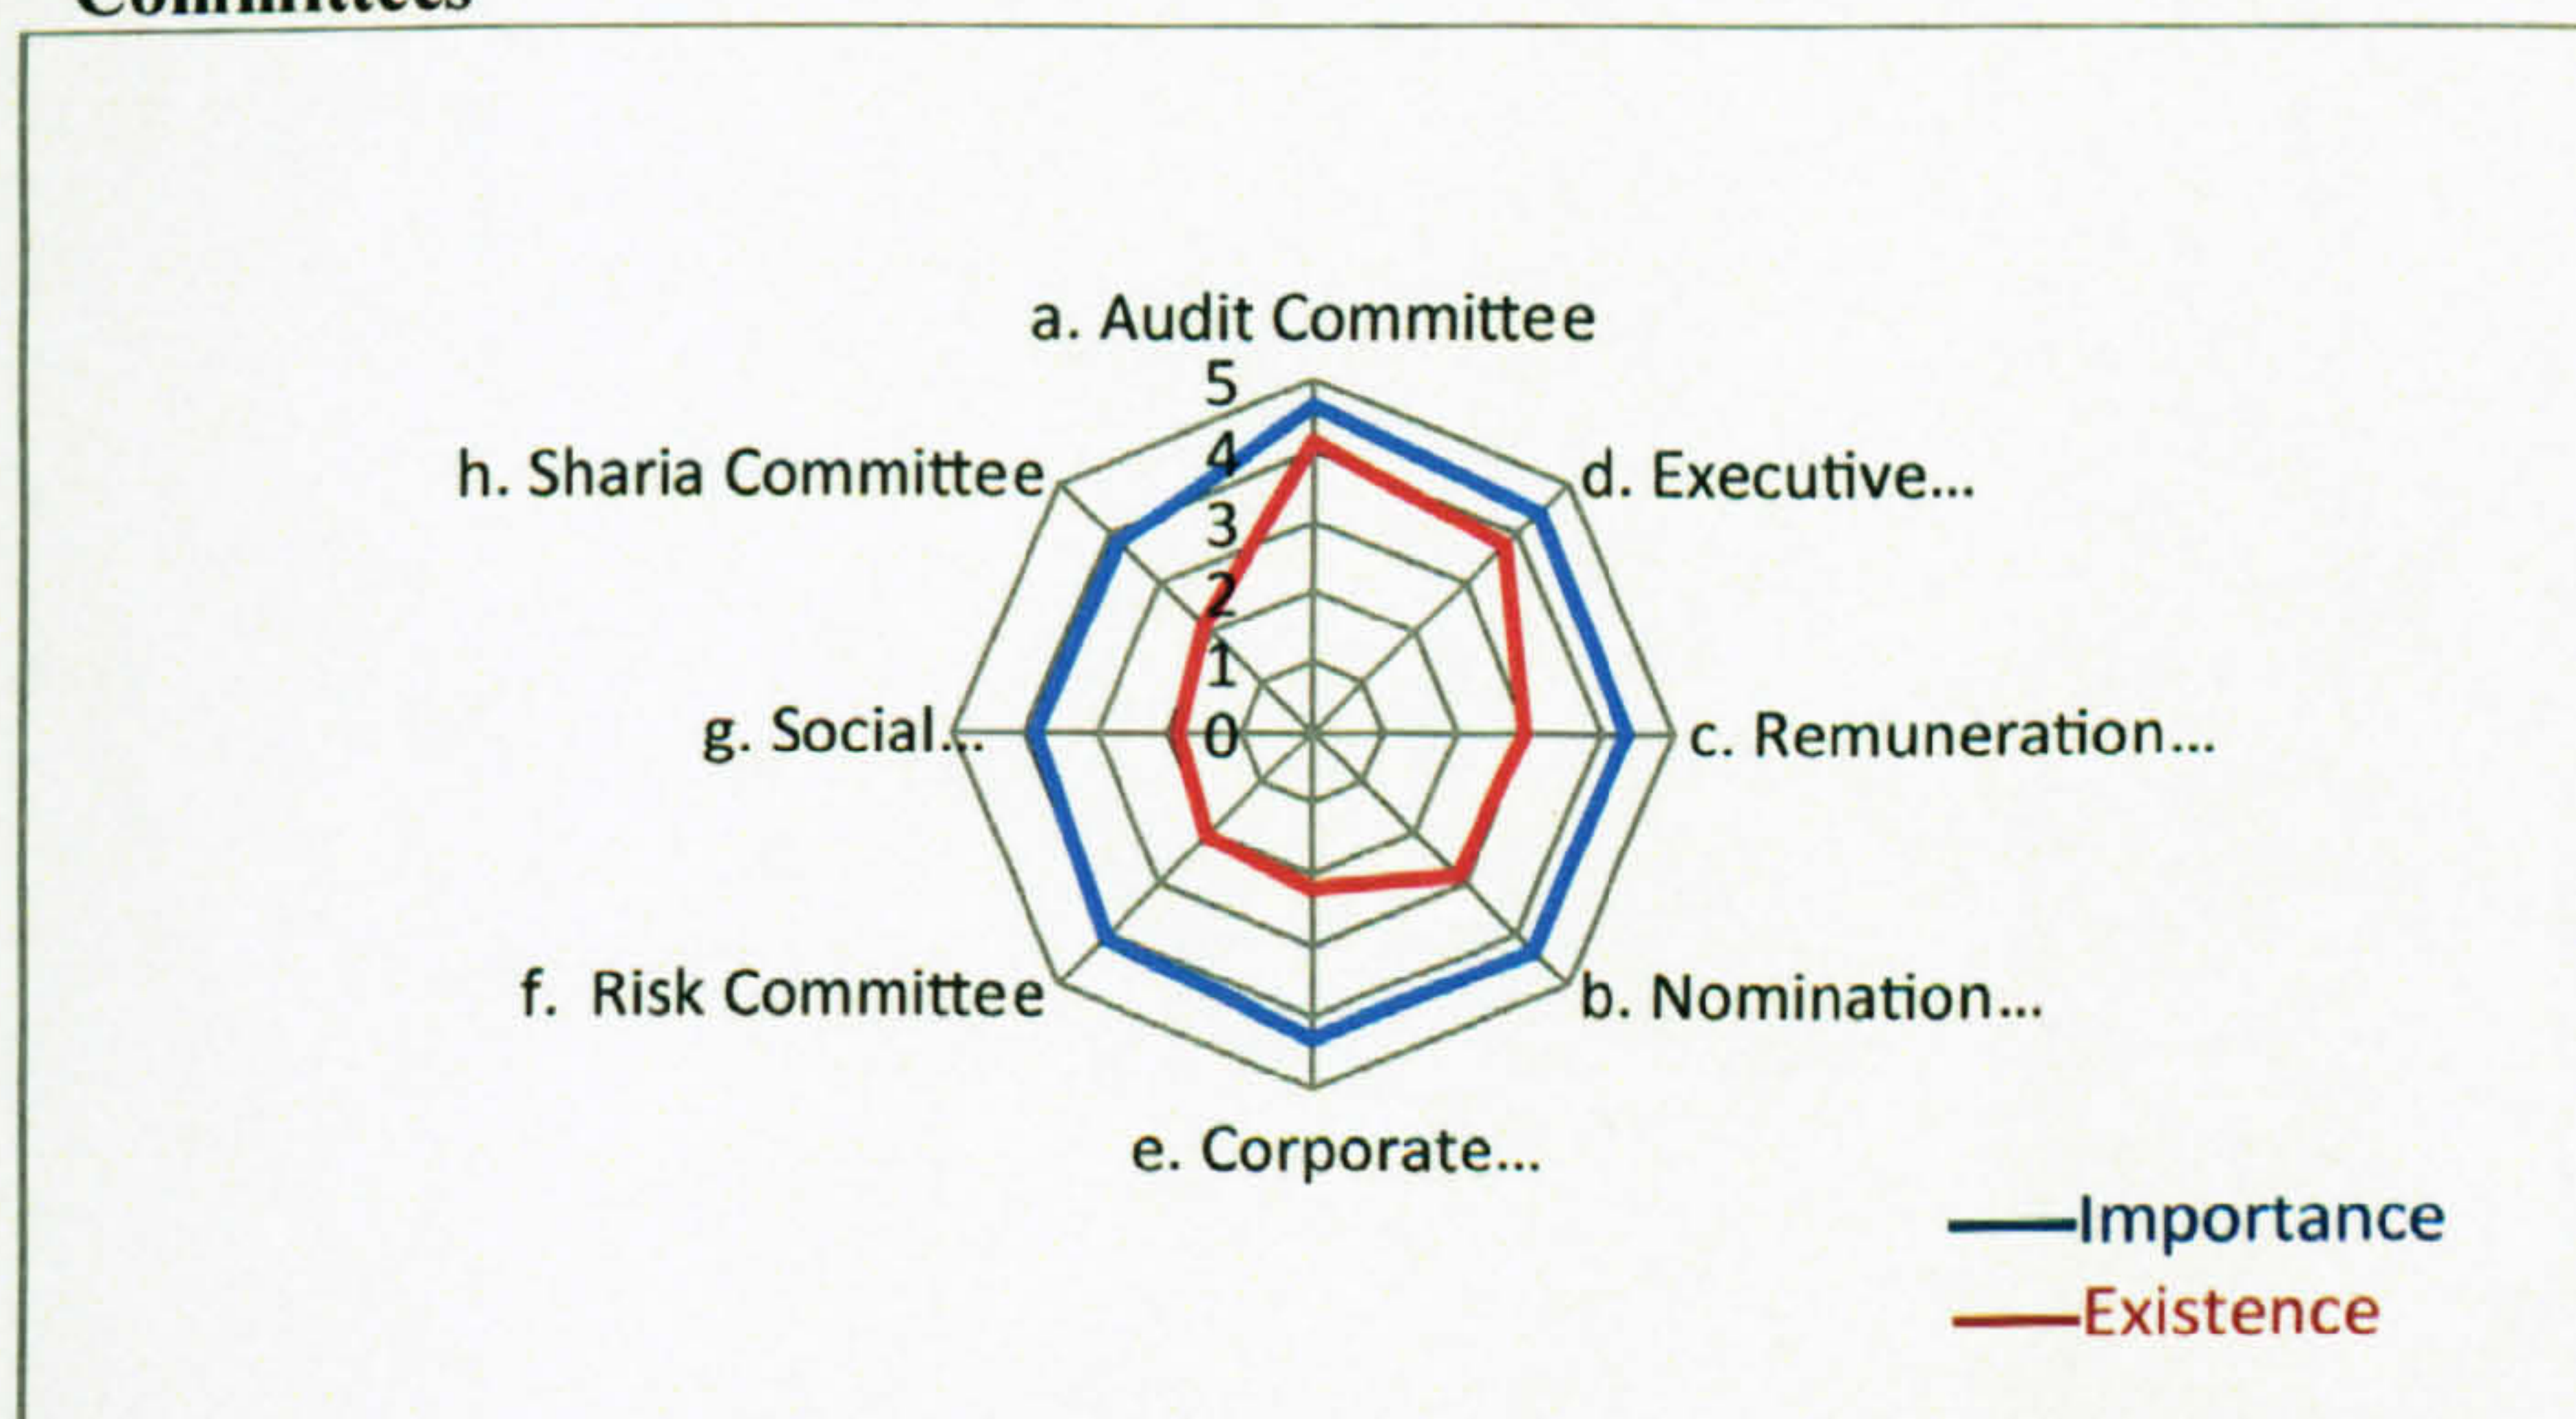 Committees
a. Audit Committee
5
4
3
2
1
0
d. Executive...
c. Remuneration...
b. Nomination...
e. Corporate...
f. Risk Committee
g. Social...
h. Sharia Committee
Importance
Existence